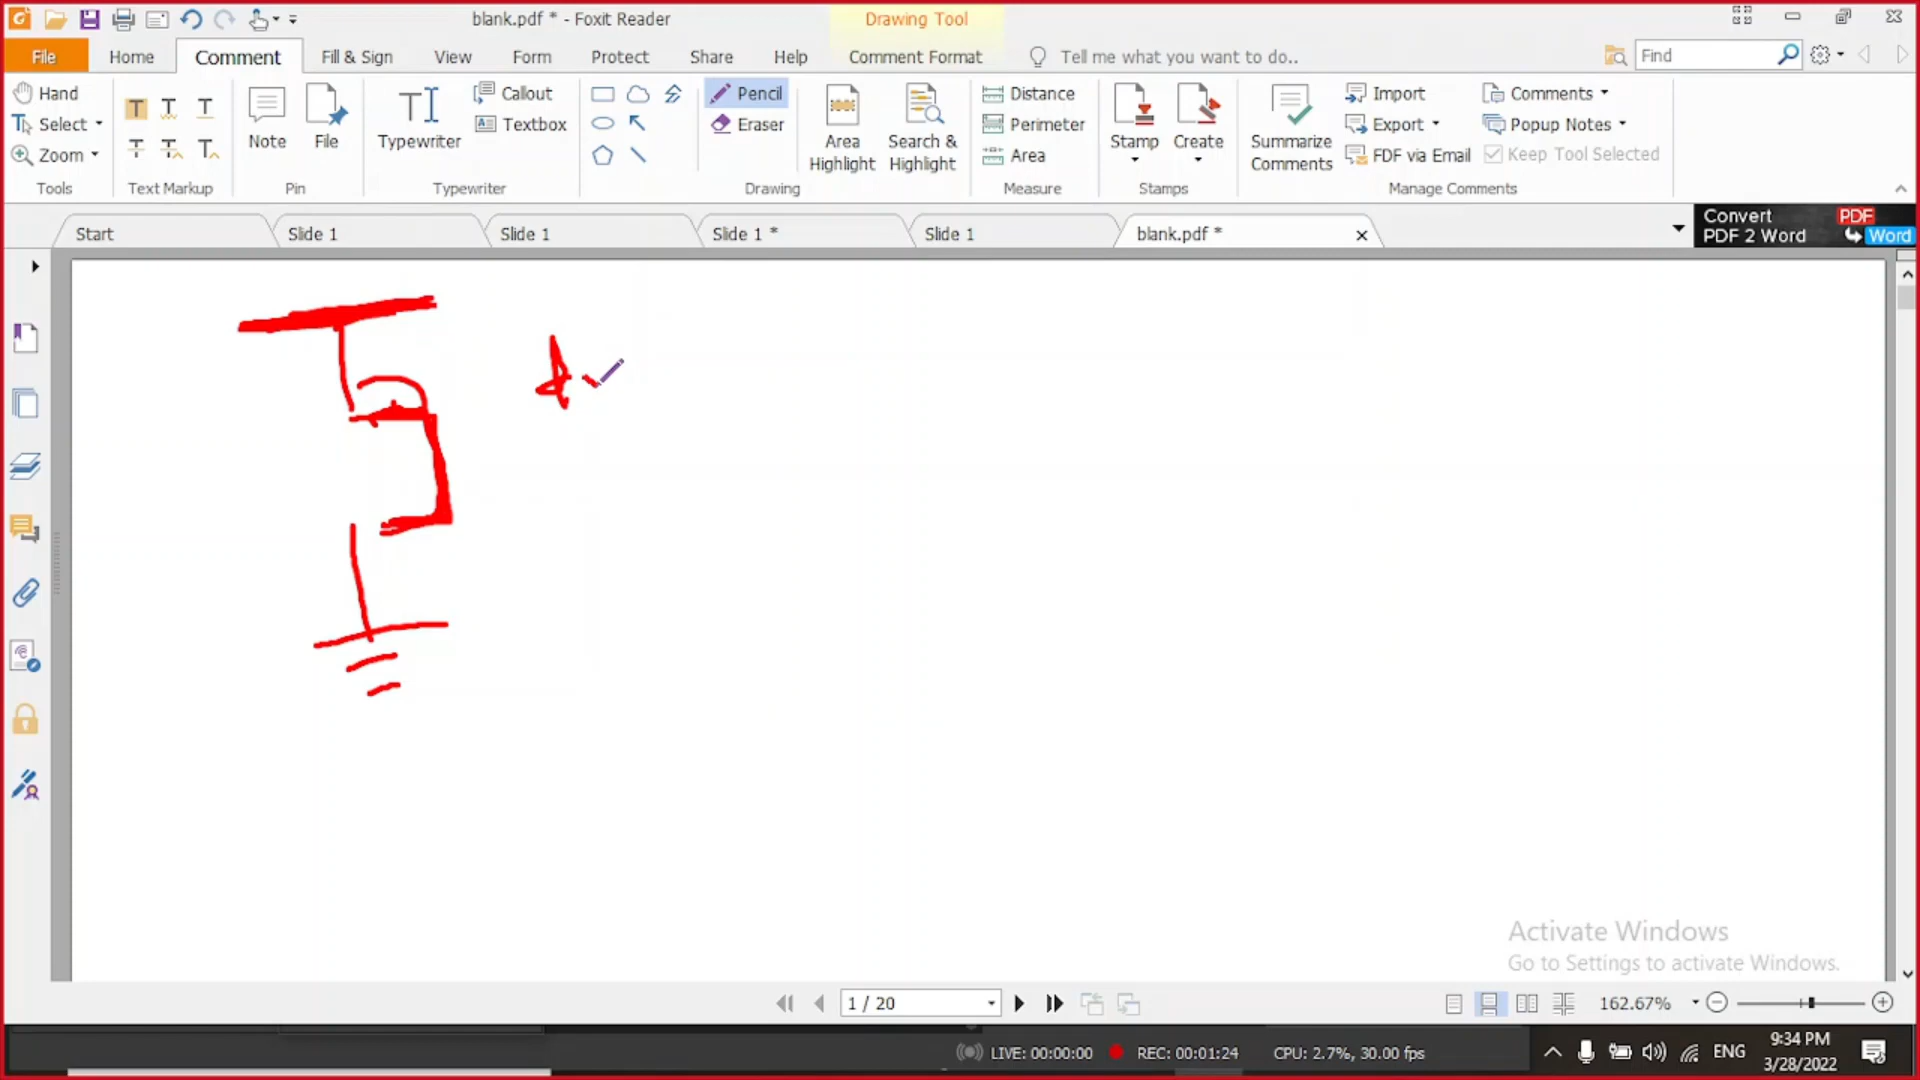 blank.pdf * - Foxit Reader
Drawing Tool
File
Home
Comment
Fill & Sign
View
Form
Protect
Share
Help
Comment Format
Tell me what you want to do..
Find
Hand
Select
Zoom
Tools
Text Markup
Note
File
Pin
Typewriter
Callout
Textbox
Typewriter
Pencil
Eraser
Drawing
Area
Highlight
Search &
Highlight
Distance
Perimeter
Area
Measure
Stamp
Create
Stamps
Summarize
Comments
Import
Export
FDF via Email
Comments
Popup Notes
Keep Tool Selected
Manage Comments
Start
Slide 1
Slide 1
Slide 1 *
Slide 1
blank.pdf *
Convert PDF
PDF 2 Word Word
Activate Windows
Go to Settings to activate Windows.
1 / 20
162.67%
LIVE: 00:00:00
REC: 00:01:24
CPU: 2.7%, 30.00 fps
ENG
9:34 PM
3/28/2022